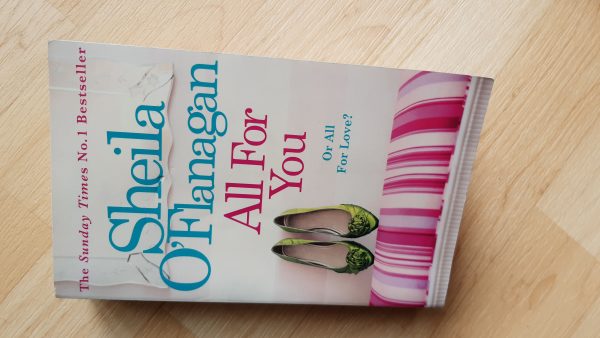 The Sunday Times No.1 Bestseller
Sheila
O'Flanagan
All For
You
Or All
For Love?